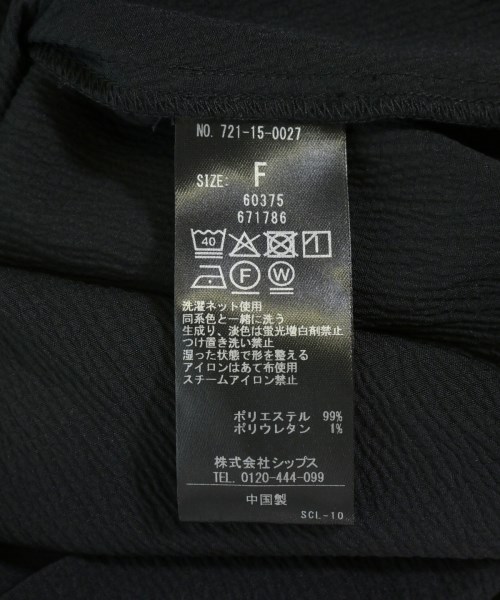 NO. 721-15-0027
SIZE: F
60375
671786
40
F W
洗濯ネット使用
同系色と一緒に洗う
生成り、淡色は蛍光増白剤禁止
つけ置き洗い禁止
湿った状態で形を整える
アイロンはあて布使用
スチームアイロン禁止
ポリエステル 99%
ポリウレタン 1%
株式会社シップス
TEL. 0120-444-099
中国製
SCL-10